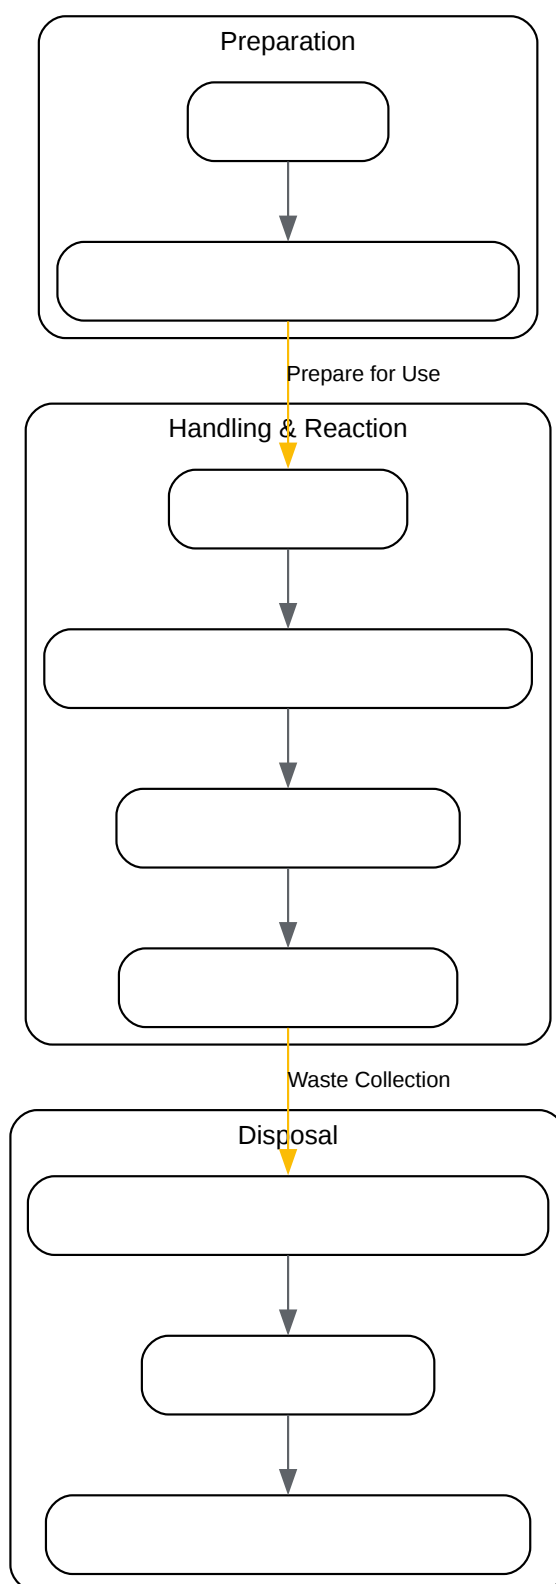 Preparation
Prepare for Use
Handling & Reaction
Waste Collection
Disposal